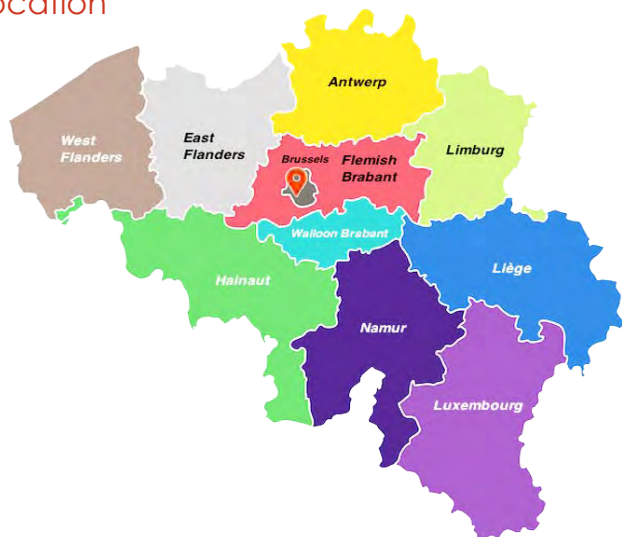 ocation
Antwerp
West
Flanders
East
Flanders
Brussels
Flemish
Brabant
Limburg
Walloon Brabant
Hainaut
Liège
Namur
Luxembourg